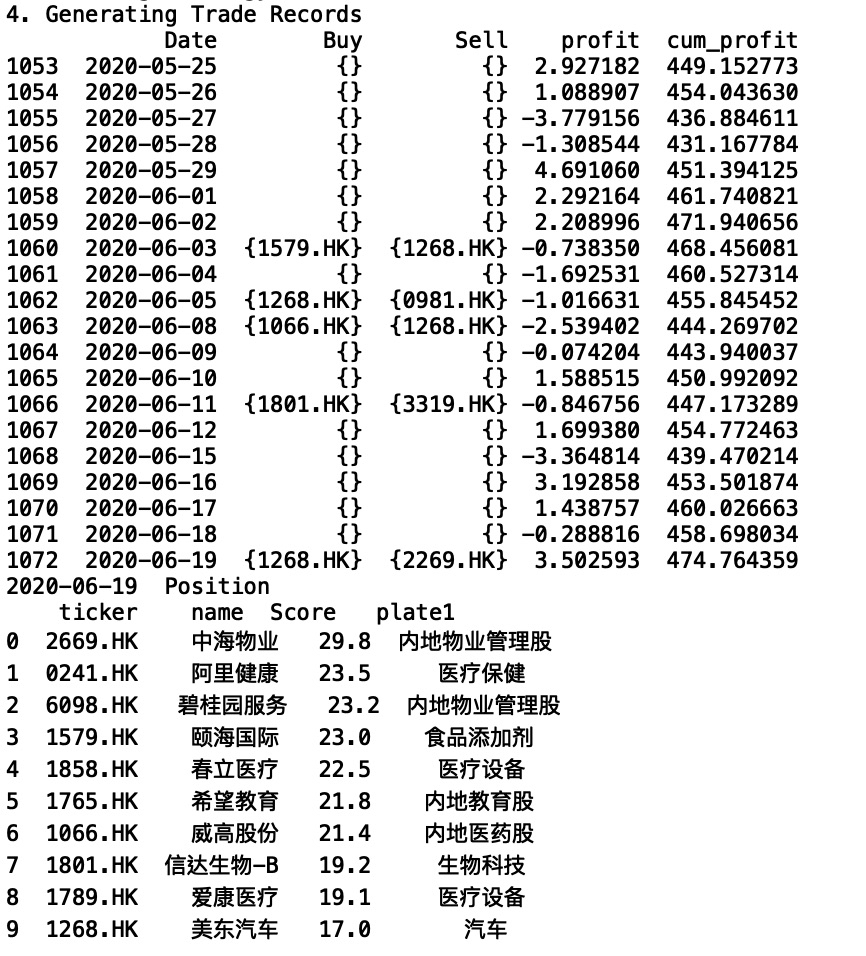 4. Generating Trade Records
Date Buy Sell profit cum_profit
1053 2020-05-25 {} {} 2.927182 449.152773
1054 2020-05-26 {} {} 1.088907 454.043630
1055 2020-05-27 {} {} -3.779156 436.884611
1056 2020-05-28 {} {} -1.308544 431.167784
1057 2020-05-29 {} {} 4.691060 451.394125
1058 2020-06-01 {} {} 2.292164 461.740821
1059 2020-06-02 {} {} 2.208996 471.940656
1060 2020-06-03 {1579.HK} {1268.HK} -0.738350 468.456081
1061 2020-06-04 {} {} -1.692531 460.527314
1062 2020-06-05 {1268.HK} {0981.HK} -1.016631 455.845452
1063 2020-06-08 {1066.HK} {1268.HK} -2.539402 444.269702
1064 2020-06-09 {} {} -0.074204 443.940037
1065 2020-06-10 {} {} 1.588515 450.992092
1066 2020-06-11 {1801.HK} {3319.HK} -0.846756 447.173289
1067 2020-06-12 {} {} 1.699380 454.772463
1068 2020-06-15 {} {} -3.364814 439.470214
1069 2020-06-16 {} {} 3.192858 453.501874
1070 2020-06-17 {} {} 1.438757 460.026663
1071 2020-06-18 {} {} -0.288816 458.698034
1072 2020-06-19 {1268.HK} {2269.HK} 3.502593 474.764359
2020-06-19 Position
ticker name Score plate1
0 2669.HK 中海物业 29.8 内地物业管理股
1 0241.HK 阿里健康 23.5 医疗保健
2 6098.HK 碧桂园服务 23.2 内地物业管理股
3 1579.HK 颐海国际 23.0 食品添加剂
4 1858.HK 春立医疗 22.5 医疗设备
5 1765.HK 希望教育 21.8 内地教育股
6 1066.HK 威高股份 21.4 内地医药股
7 1801.HK 信达生物-B 19.2 生物科技
8 1789.HK 爱康医疗 19.1 医疗设备
9 1268.HK 美东汽车 17.0 汽车